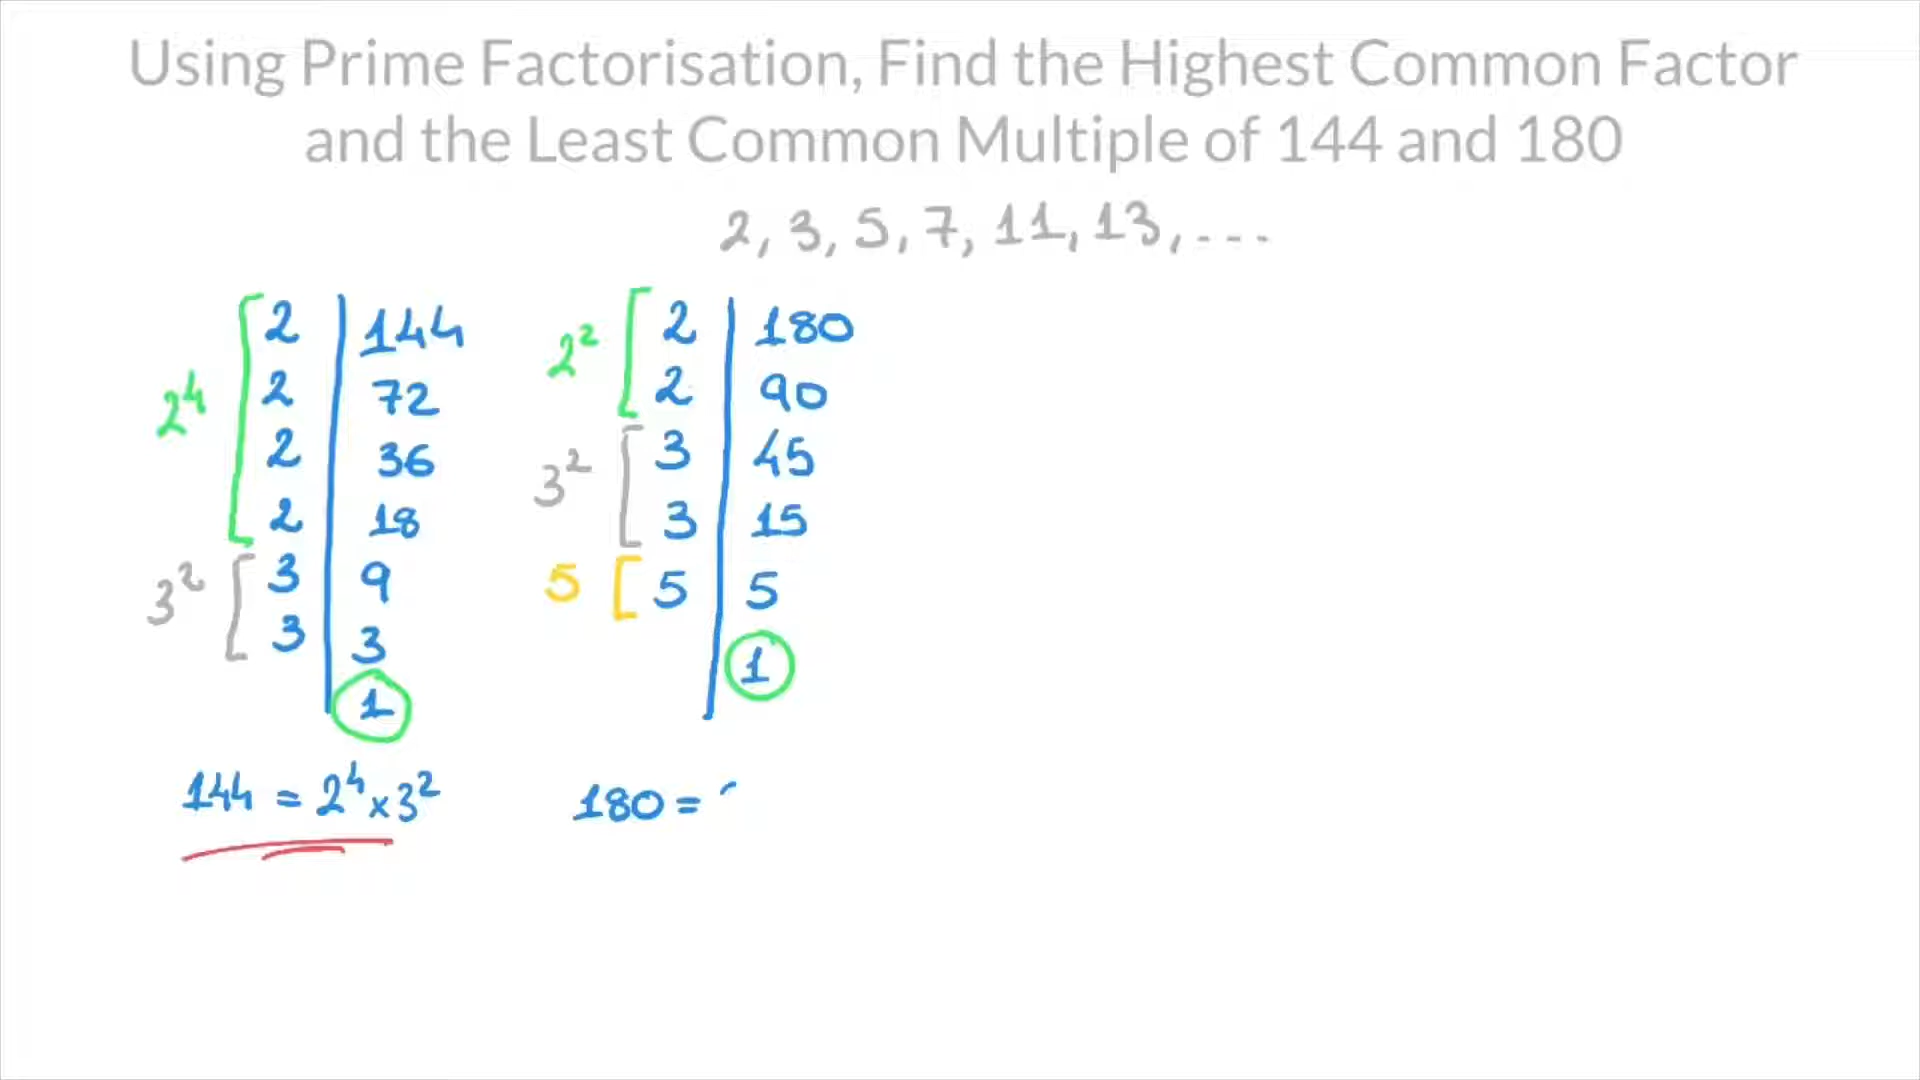 Using Prime Factorisation, Find the Highest Common Factor
and the Least Common Multiple of 144 and 180
2, 3, 5, 7, 11, 13, ...
2 | 144
2 | 72
2 | 36
2 | 18
3 | 9
3 | 3
1
2⁴
3²
144 = 2⁴ × 3²
2 | 180
2 | 90
3 | 45
3 | 15
5 | 5
1
2²
3²
5
180 =